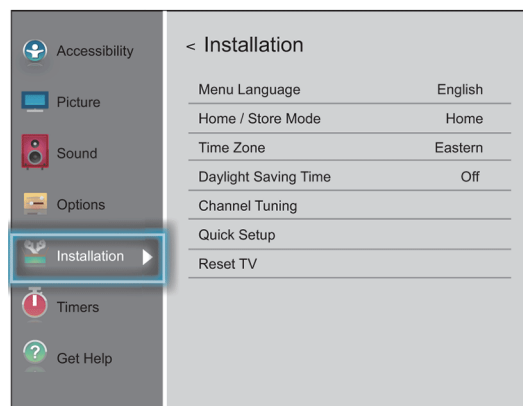 Accessibility
Picture
Sound
Options
Installation
Timers
? Get Help
< Installation
Menu Language English
Home / Store Mode Home
Time Zone Eastern
Daylight Saving Time Off
Channel Tuning
Quick Setup
Reset TV